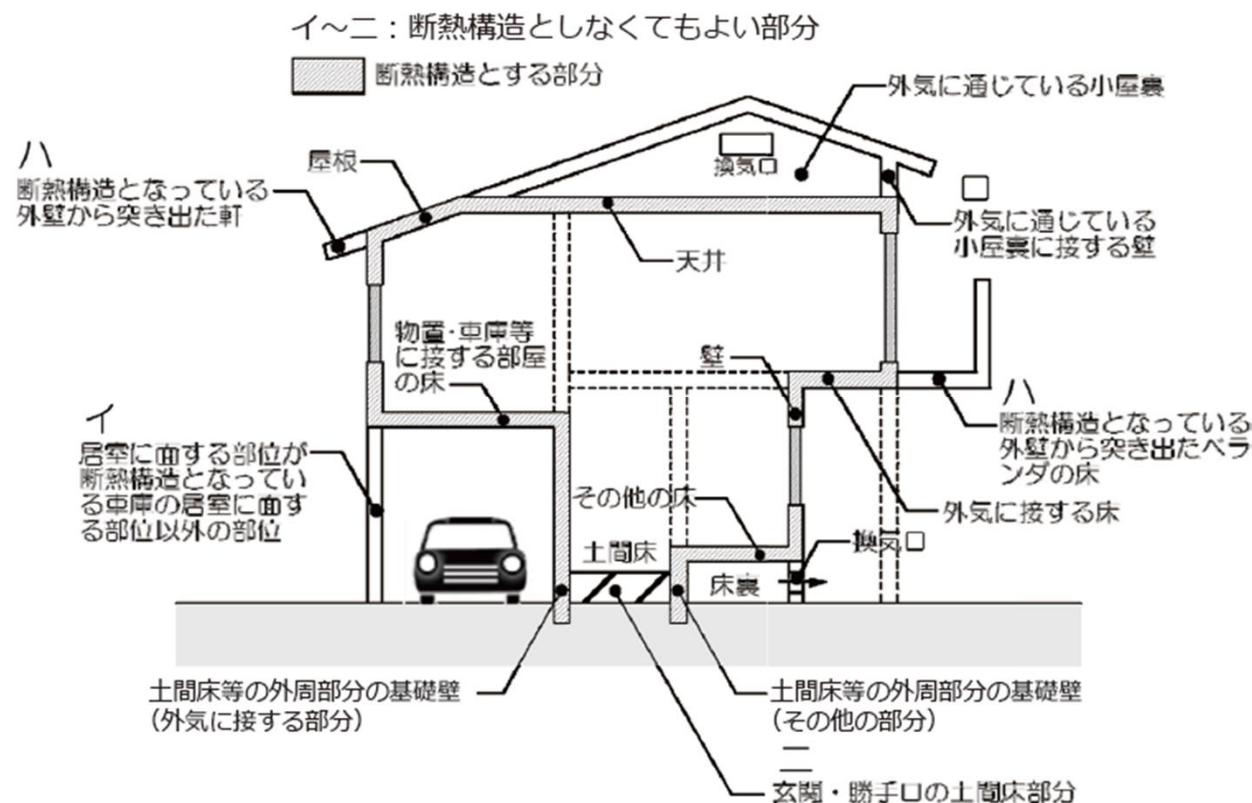 イ～ニ：断熱構造としなくてもよい部分
断熱構造とする部分
外気に通じている小屋裏
ハ
断熱構造となっている
外壁から突き出た軒
屋根
換気口
ロ
外気に通じている
小屋裏に接する壁
天井
物置・車庫等
に接する部屋
の床
壁
イ
居室に面する部位が
断熱構造となってい
る車庫の居室に面す
る部位以外の部位
ハ
断熱構造となっている
外壁から突き出たベラ
ンダの床
その他の床
外気に接する床
換気口
土間床
床裏
土間床等の外周部分の基礎壁
（外気に接する部分）
土間床等の外周部分の基礎壁
（その他の部分）
ニ
玄関・勝手口の土間床部分